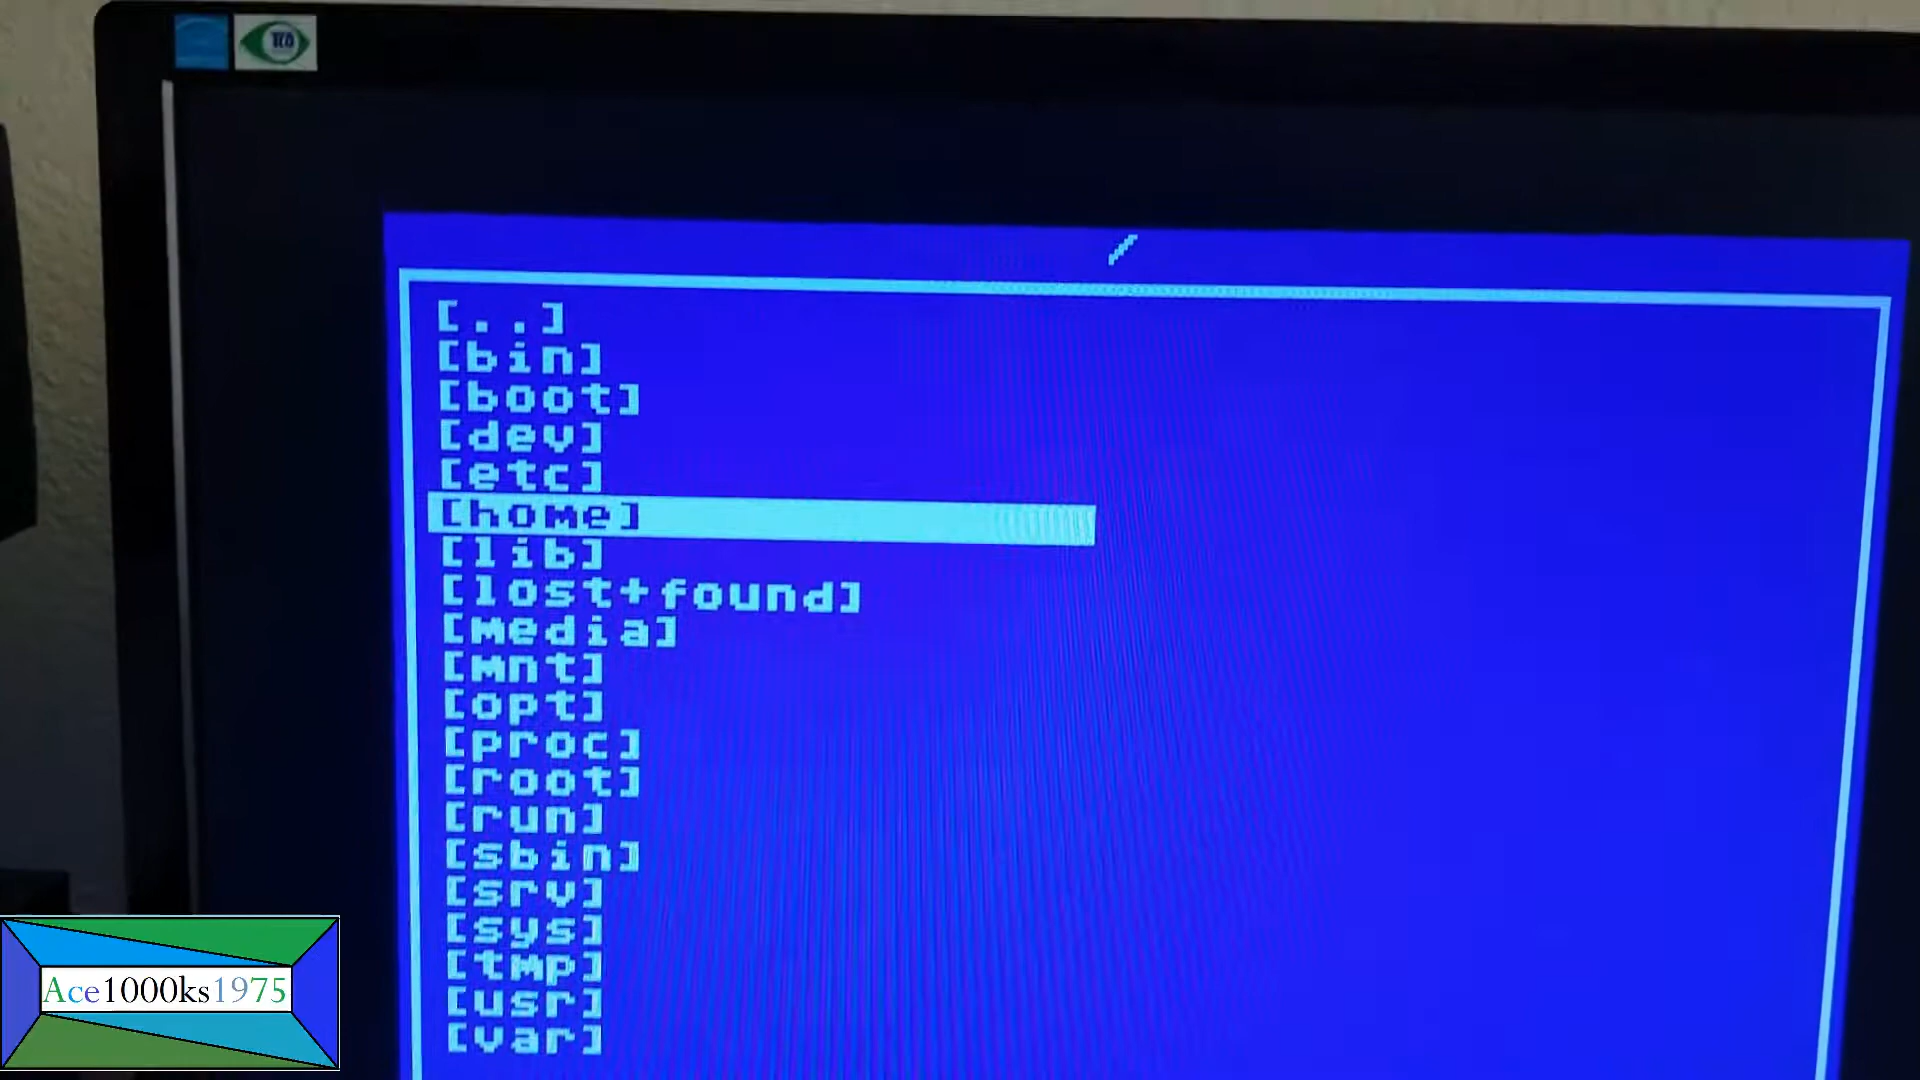 TCO
/
[..]
[bin]
[boot]
[dev]
[etc]
[home]
[lib]
[lost+found]
[media]
[mnt]
[opt]
[proc]
[root]
[run]
[sbin]
[srv]
[sys]
[tmp]
[usr]
[var]
Ace1000ks1975